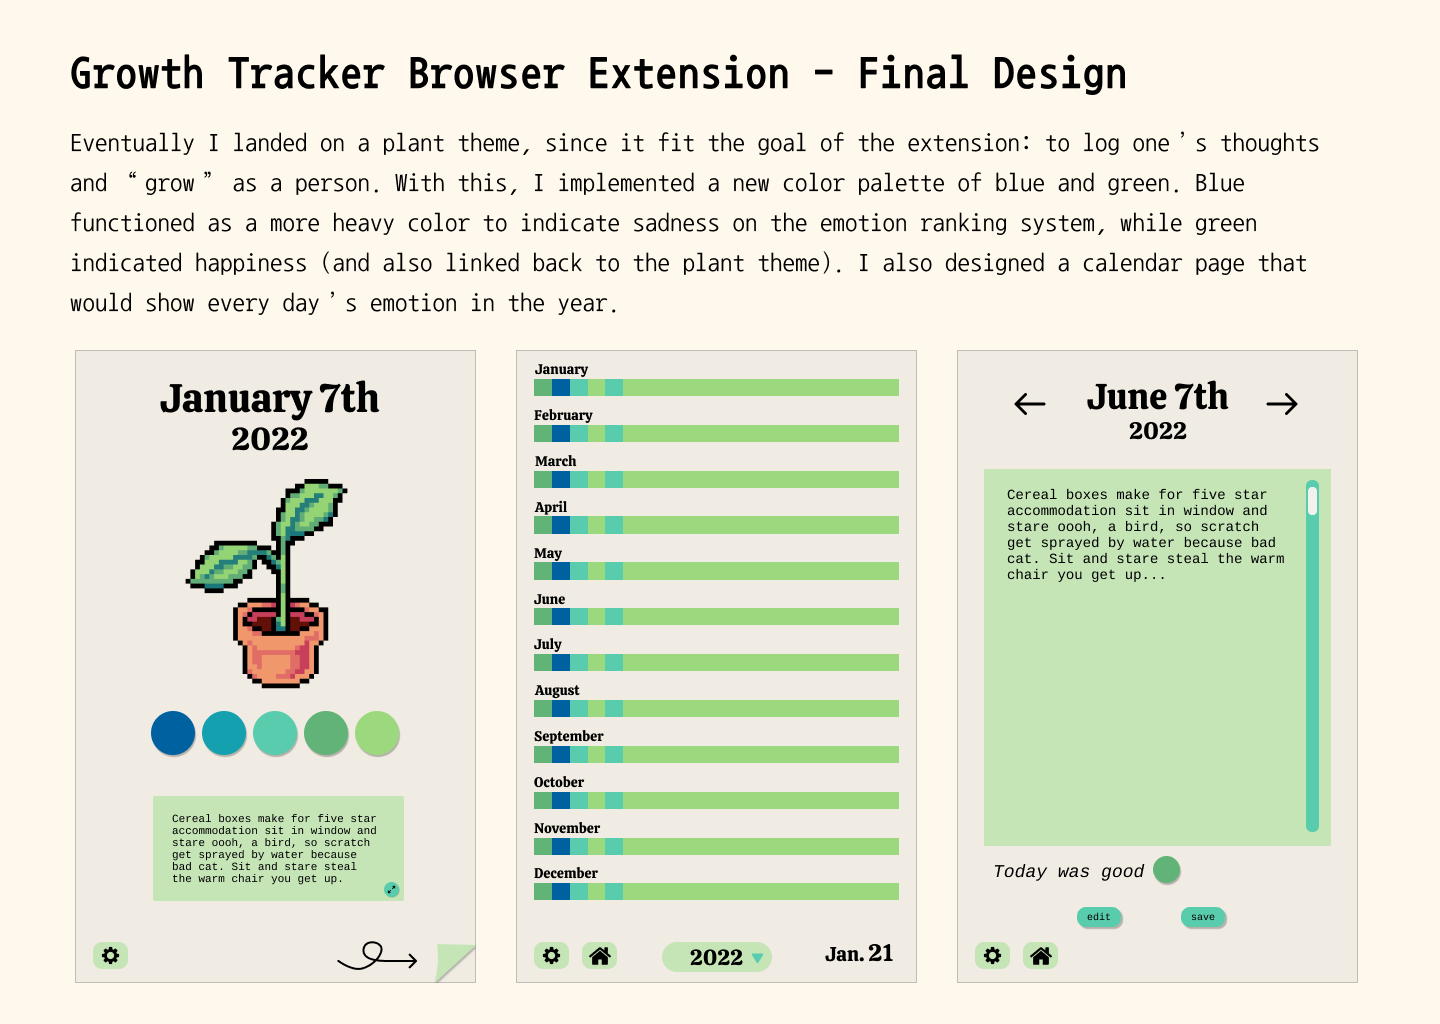 Growth Tracker Browser Extension – Final Design
Eventually I landed on a plant theme, since it fit the goal of the extension: to log one’s thoughts
and “grow” as a person. With this, I implemented a new color palette of blue and green. Blue
functioned as a more heavy color to indicate sadness on the emotion ranking system, while green
indicated happiness (and also linked back to the plant theme). I also designed a calendar page that
would show every day’s emotion in the year.
January 7th
2022
Cereal boxes make for five star
accommodation sit in window and
stare oooh, a bird, so scratch
get sprayed by water because
bad cat. Sit and stare steal
the warm chair you get up.
January
February
March
April
May
June
July
August
September
October
November
December
2022
Jan. 21
June 7th
2022
Cereal boxes make for five star
accommodation sit in window and
stare oooh, a bird, so scratch
get sprayed by water because bad
cat. Sit and stare steal the warm
chair you get up...
Today was good
edit
save